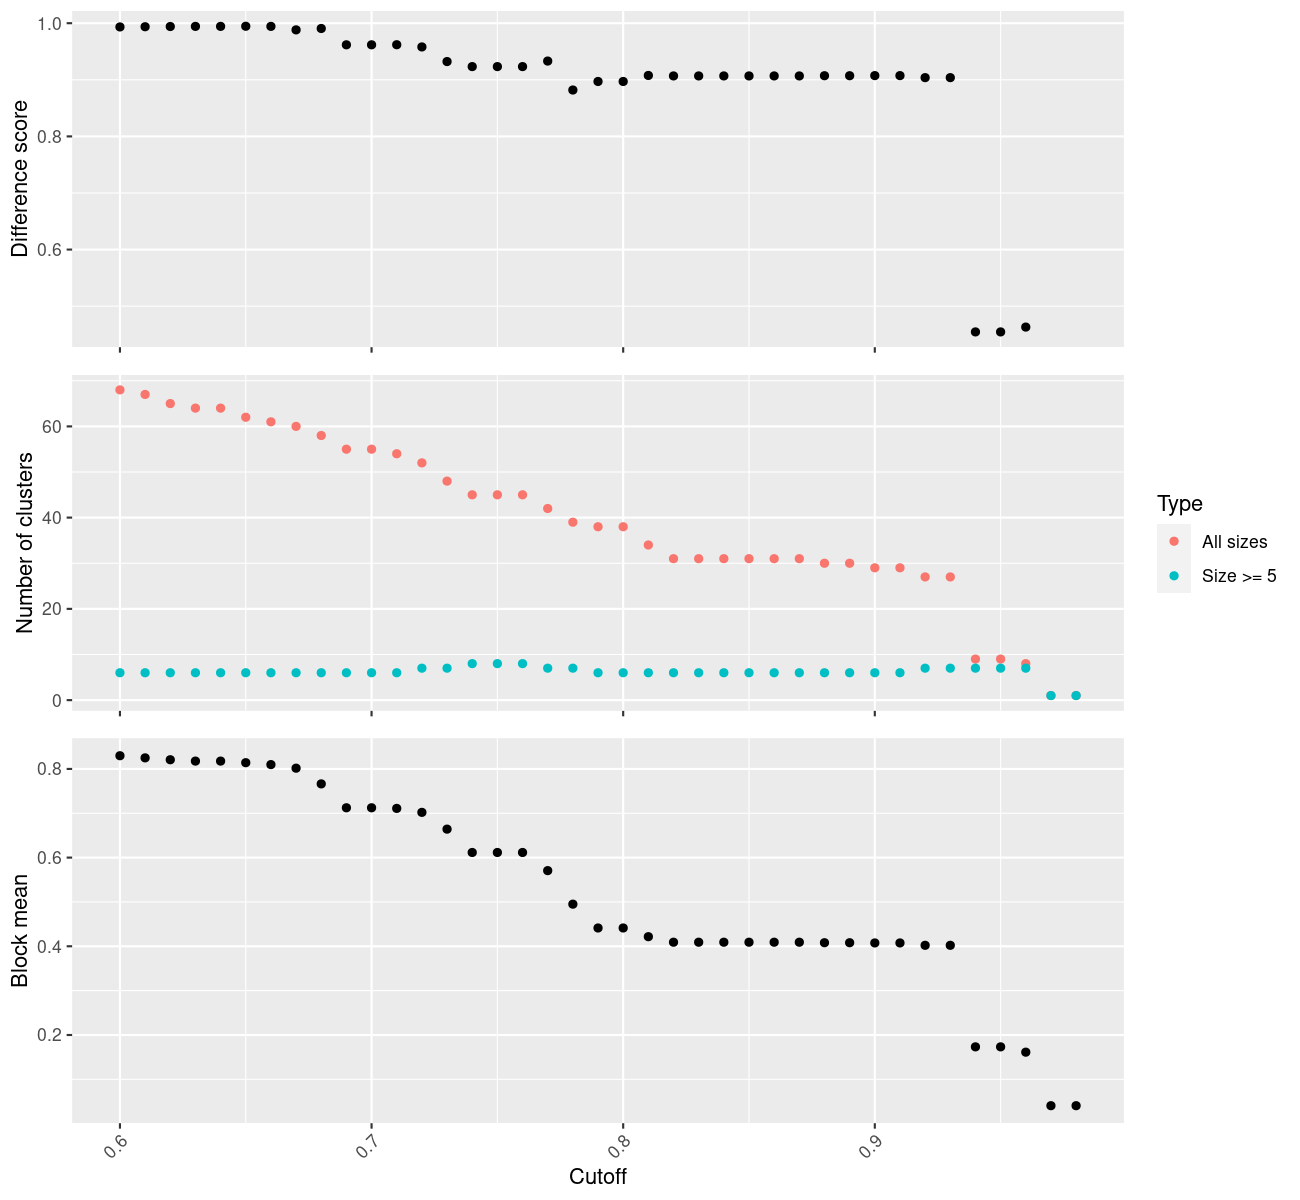 1.0
0.8
0.6
Difference score
60
40
20
0
Number of clusters
Type
All sizes
Size >= 5
0.8
0.6
0.4
0.2
Block mean
0.6
0.7
0.8
0.9
Cutoff